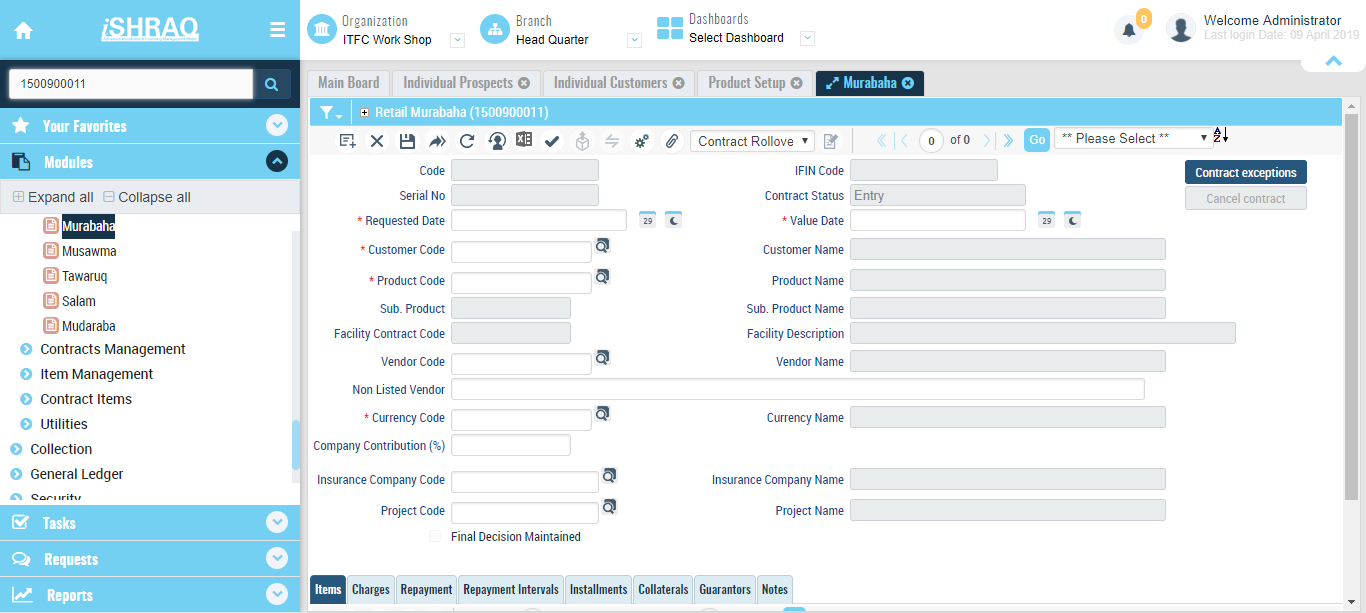 iSHRAQ
Organization
ITFC Work Shop
Branch
Head Quarter
Dashboards
Select Dashboard
0
Welcome Administrator
Last login Date: 09 April 2019
1500900011
Your Favorites
Modules
Expand all Collapse all
Murabaha
Musawma
Tawaruq
Salam
Mudaraba
Contracts Management
Item Management
Contract Items
Utilities
Collection
General Ledger
Security
Tasks
Requests
Reports
Main Board Individual Prospects Individual Customers Product Setup Murabaha
Retail Murabaha (1500900011)
Contract Rollove 0 of 0 Go ** Please Select **
Code IFIN Code Contract exceptions
Serial No Contract Status Entry Cancel contract
* Requested Date 29 * Value Date 29
* Customer Code Customer Name
* Product Code Product Name
Sub. Product Sub. Product Name
Facility Contract Code Facility Description
Vendor Code Vendor Name
Non Listed Vendor
* Currency Code Currency Name
Company Contribution (%)
Insurance Company Code Insurance Company Name
Project Code Project Name
Final Decision Maintained
Items Charges Repayment Repayment Intervals Installments Collaterals Guarantors Notes